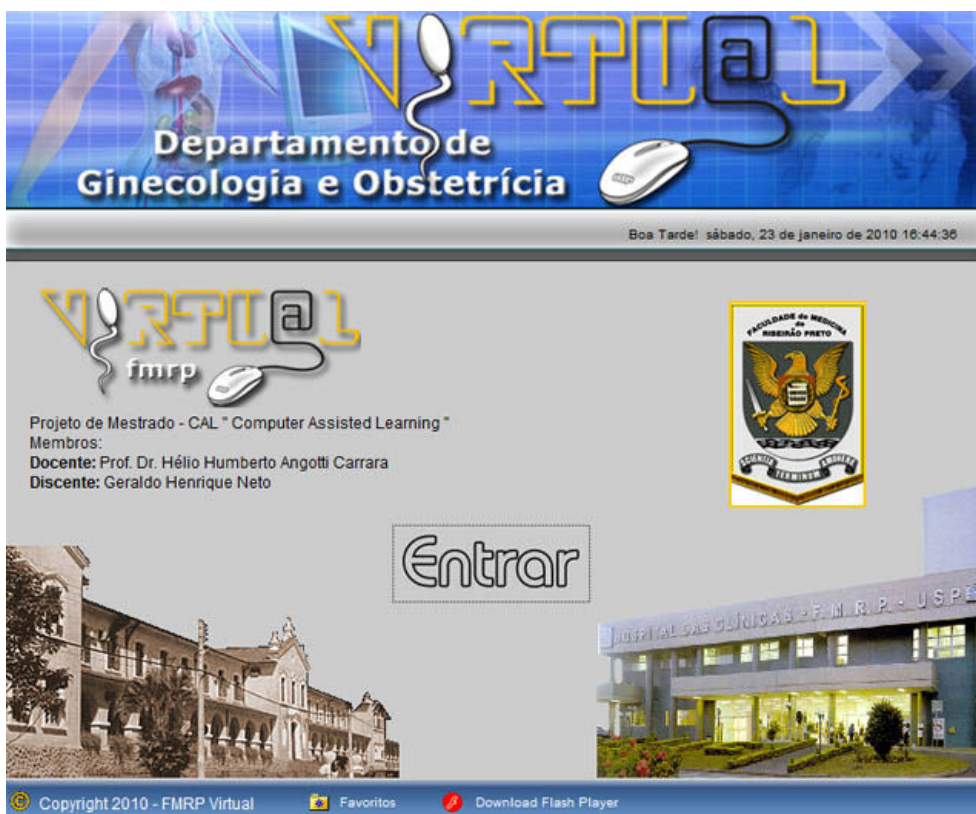 VIRTU@L
Departamento de
Ginecologia e Obstetrícia
Boa Tarde! sábado, 23 de janeiro de 2010 16:44:36
VIRTU@L
fmrp
FACULDADE de MEDICINA
de
RIBEIRÃO PRETO
Projeto de Mestrado - CAL " Computer Assisted Learning "
Membros:
Docente: Prof. Dr. Hélio Humberto Angotti Carrara
Discente: Geraldo Henrique Neto
Entrar
HOSPITAL DAS CLÍNICAS - F. M. R. P. - USP
© Copyright 2010 - FMRP Virtual Favoritos Download Flash Player